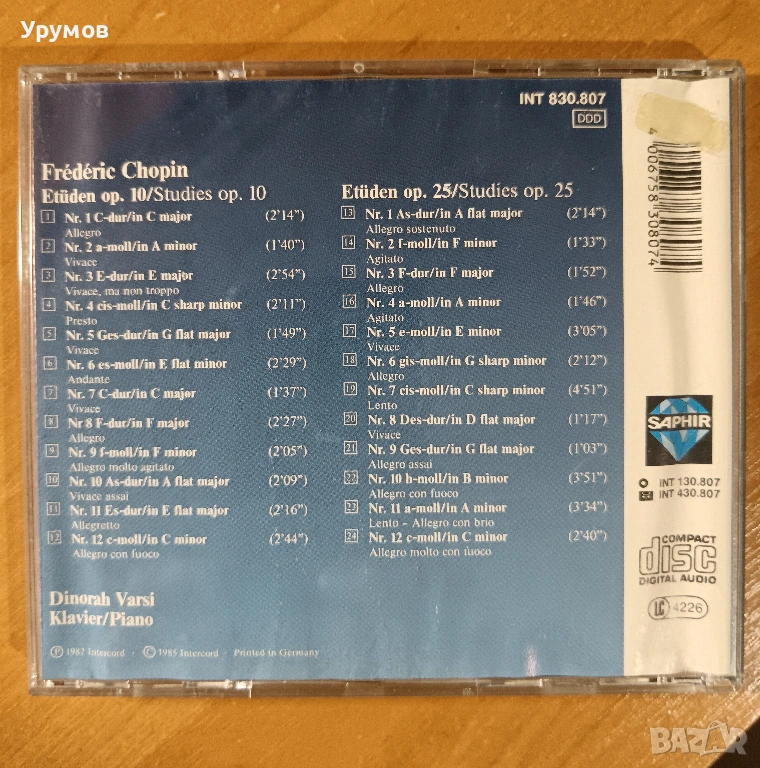 Урумов
INT 830.807
DDD
Frédéric Chopin
Etüden op. 10/Studies op. 10
1 Nr. 1 C-dur/in C major (2'14")
Allegro
2 Nr. 2 a-moll/in A minor (1'40")
Vivace
3 Nr. 3 E-dur/in E major (2'54")
Vivace, ma non troppo
4 Nr. 4 cis-moll/in C sharp minor (2'11")
Presto
5 Nr. 5 Ges-dur/in G flat major (1'49")
Vivace
6 Nr. 6 es-moll/in E flat minor (2'29")
Andante
7 Nr. 7 C-dur/in C major (1'37")
Vivace
8 Nr 8 F-dur/in F major (2'27")
Allegro
9 Nr. 9 f-moll/in F minor (2'05")
Allegro molto agitato
10 Nr. 10 As-dur/in A flat major (2'09")
Vivace assai
11 Nr. 11 Es-dur/in E flat major (2'16")
Allegretto
12 Nr. 12 c-moll/in C minor (2'44")
Allegro con fuoco
Etüden op. 25/Studies op. 25
13 Nr. 1 As-dur/in A flat major (2'14")
Allegro sostenuto
14 Nr. 2 f-moll/in F minor (1'33")
Agitato
15 Nr. 3 F-dur/in F major (1'52")
Allegro
16 Nr. 4 a-moll/in A minor (1'46")
Agitato
17 Nr. 5 e-moll/in E minor (3'05")
Vivace
18 Nr. 6 gis-moll/in G sharp minor (2'12")
Allegro
19 Nr. 7 cis-moll/in C sharp minor (4'51")
Lento
20 Nr. 8 Des-dur/in D flat major (1'17")
Vivace
21 Nr. 9 Ges-dur/in G flat major (1'03")
Allegro assai
22 Nr. 10 h-moll/in B minor (3'51")
Allegro con fuoco
23 Nr. 11 a-moll/in A minor (3'34")
Lento - Allegro con brio
24 Nr. 12 c-moll/in C minor (2'40")
Allegro molto con fuoco
Dinorah Varsi
Klavier/Piano
Ⓟ 1982 Intercord · © 1985 Intercord · Printed in Germany
4 006758 308074
SAPHIR
INT 130.807
INT 430.807
COMPACT
disc
DIGITAL AUDIO
LC 4226
BAZAR